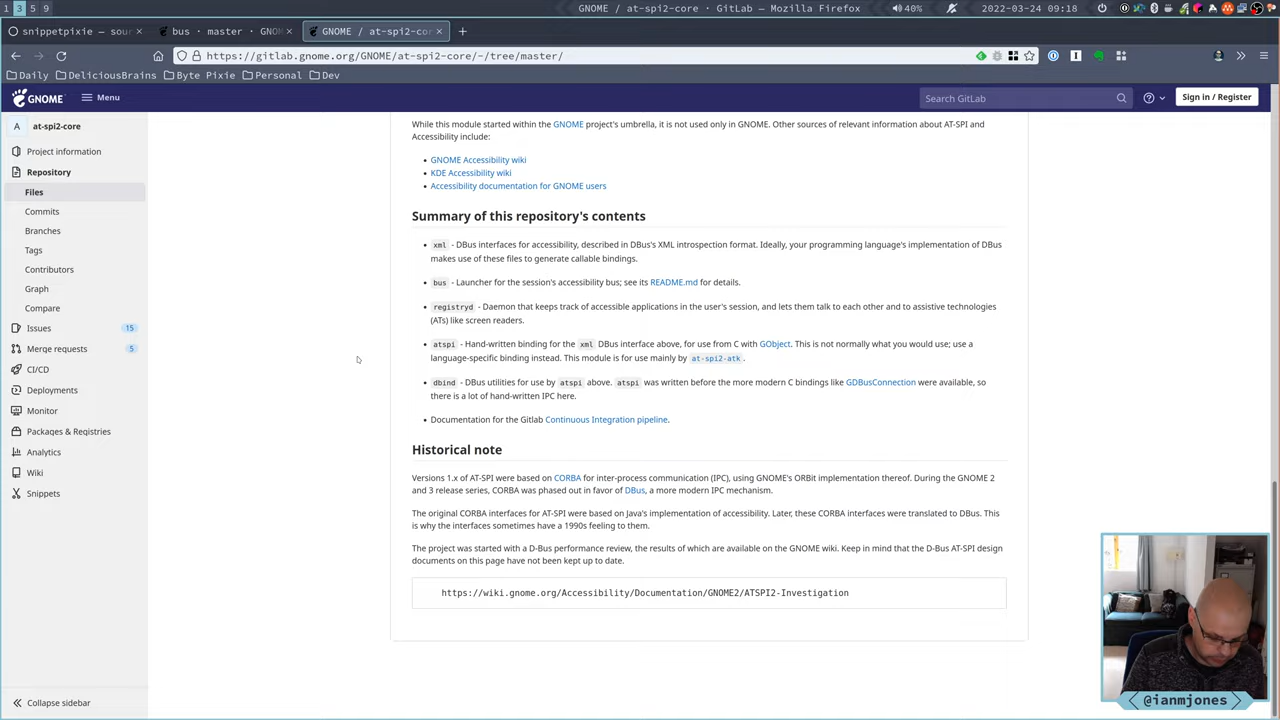 1 3 5 9
GNOME / at-spi2-core · GitLab — Mozilla Firefox
40%
2022-03-24 09:18
snippetpixie — sour
bus · master · GNOME
GNOME / at-spi2-cor
https://gitlab.gnome.org/GNOME/at-spi2-core/-/tree/master/
Daily DeliciousBrains Byte Pixie Personal Dev
GNOME
Menu
Search GitLab
Sign in / Register
A at-spi2-core
Project information
Repository
Files
Commits
Branches
Tags
Contributors
Graph
Compare
Issues 15
Merge requests 5
CI/CD
Deployments
Monitor
Packages & Registries
Analytics
Wiki
Snippets
Collapse sidebar
While this module started within the GNOME project's umbrella, it is not used only in GNOME. Other sources of relevant information about AT-SPI and
Accessibility include:
GNOME Accessibility wiki
KDE Accessibility wiki
Accessibility documentation for GNOME users
Summary of this repository's contents
xml - DBus interfaces for accessibility, described in DBus's XML introspection format. Ideally, your programming language's implementation of DBus
makes use of these files to generate callable bindings.
bus - Launcher for the session's accessibility bus; see its README.md for details.
registryd - Daemon that keeps track of accessible applications in the user's session, and lets them talk to each other and to assistive technologies
(ATs) like screen readers.
atspi - Hand-written binding for the xml DBus interface above, for use from C with GObject. This is not normally what you would use; use a
language-specific binding instead. This module is for use mainly by at-spi2-atk.
dbind - DBus utilities for use by atspi above. atspi was written before the more modern C bindings like GDBusConnection were available, so
there is a lot of hand-written IPC here.
Documentation for the Gitlab Continuous Integration pipeline.
Historical note
Versions 1.x of AT-SPI were based on CORBA for inter-process communication (IPC), using GNOME's ORBit implementation thereof. During the GNOME 2
and 3 release series, CORBA was phased out in favor of DBus, a more modern IPC mechanism.
The original CORBA interfaces for AT-SPI were based on Java's implementation of accessibility. Later, these CORBA interfaces were translated to DBus. This
is why the interfaces sometimes have a 1990s feeling to them.
The project was started with a D-Bus performance review, the results of which are available on the GNOME wiki. Keep in mind that the D-Bus AT-SPI design
documents on this page have not been kept up to date.
https://wiki.gnome.org/Accessibility/Documentation/GNOME2/ATSPI2-Investigation
@ianmjones